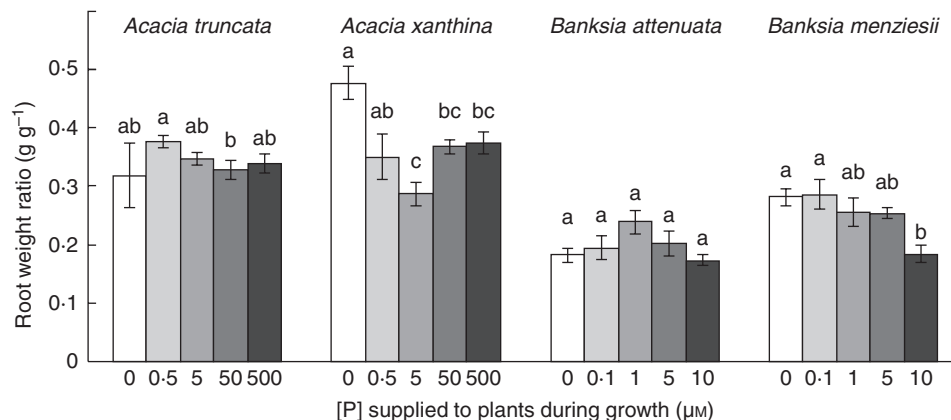 Acacia truncata Acacia xanthina Banksia attenuata Banksia menziesii
Root weight ratio (g g⁻¹)
0·5
0·4
0·3
0·2
0·1
0
ab a ab b ab
a ab c bc bc
a a a a a
a a ab ab b
0 0·5 5 50 500 0 0·5 5 50 500 0 0·1 1 5 10 0 0·1 1 5 10
[P] supplied to plants during growth (μM)